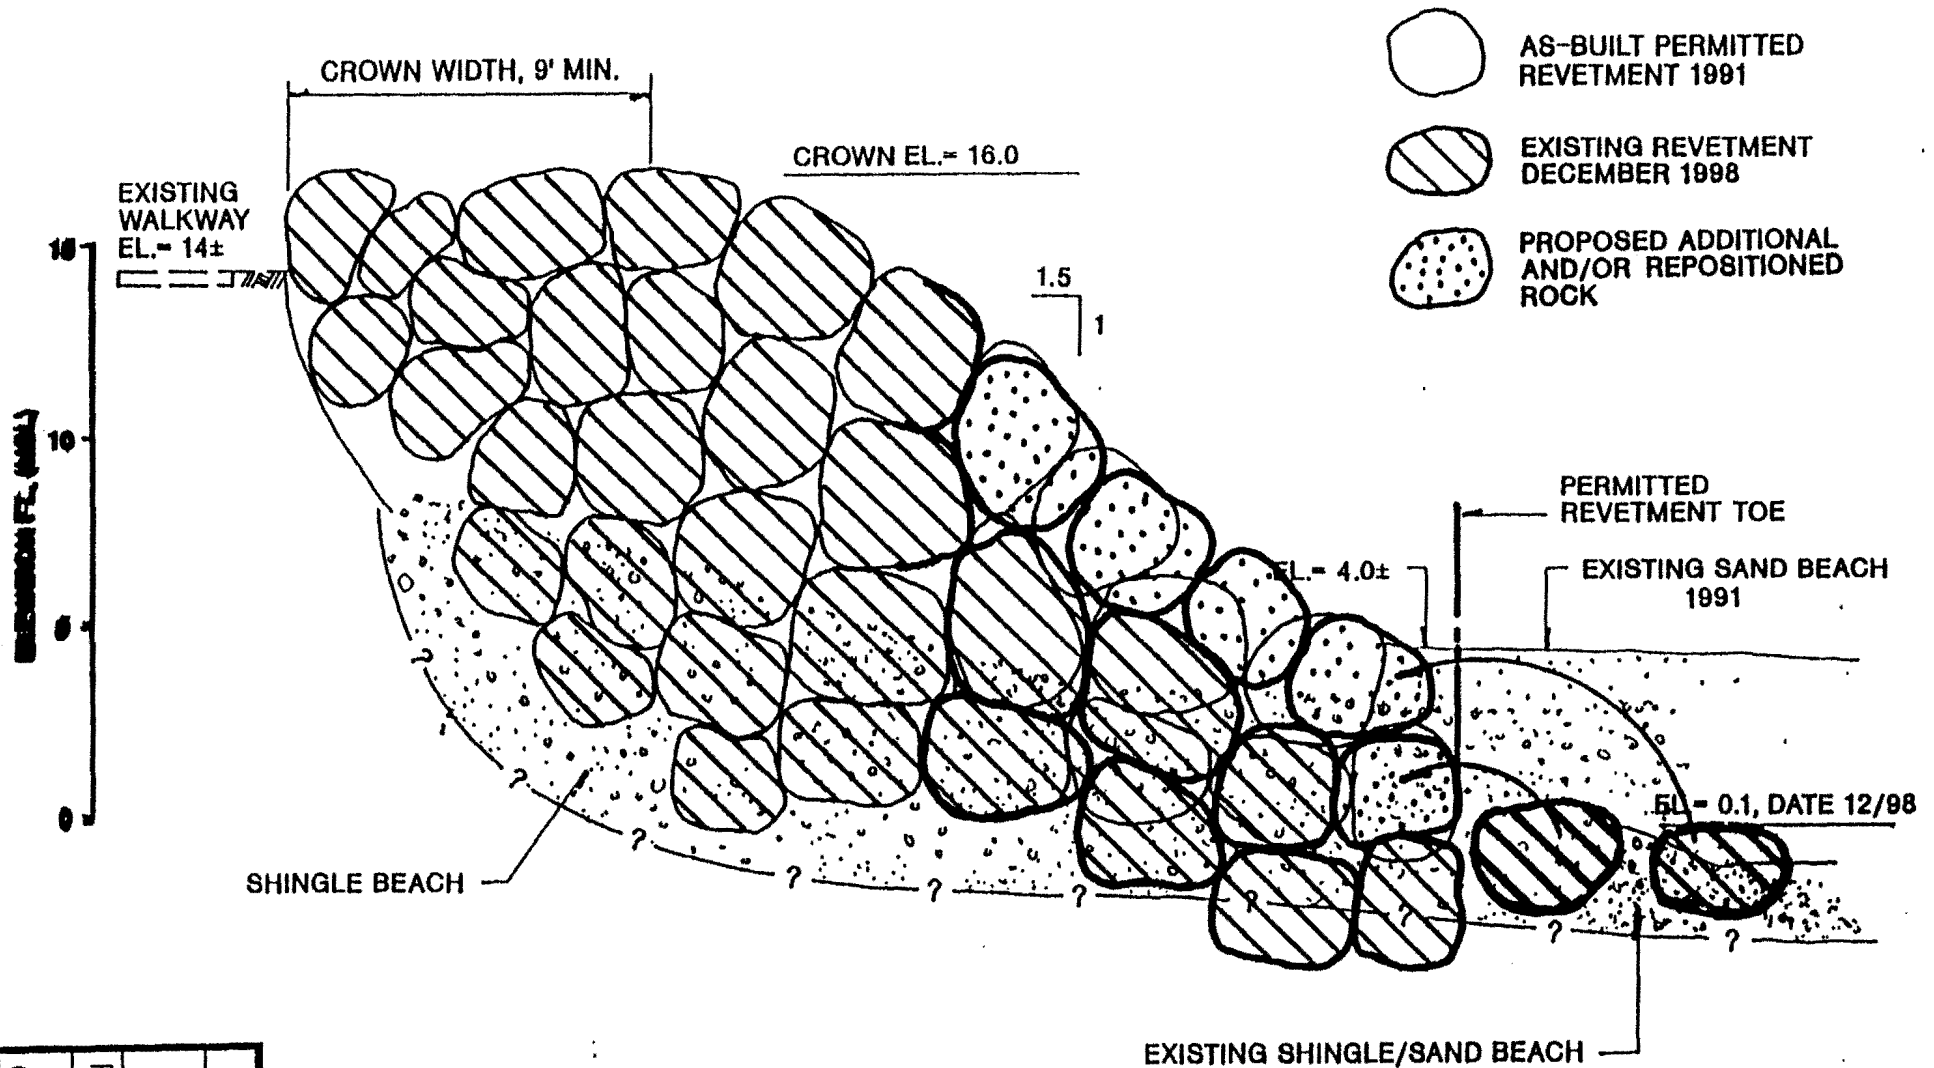 CROWN WIDTH, 9' MIN.
CROWN EL.= 16.0
EXISTING
WALKWAY
EL.= 14±
1.5
1
AS-BUILT PERMITTED
REVETMENT 1991
EXISTING REVETMENT
DECEMBER 1998
PROPOSED ADDITIONAL
AND/OR REPOSITIONED
ROCK
10
5
0
PERMITTED
REVETMENT TOE
EL.= 4.0±
EXISTING SAND BEACH
1991
EL.= 0.1, DATE 12/98
?
?
?
?
?
?
?
?
?
?
SHINGLE BEACH
EXISTING SHINGLE/SAND BEACH